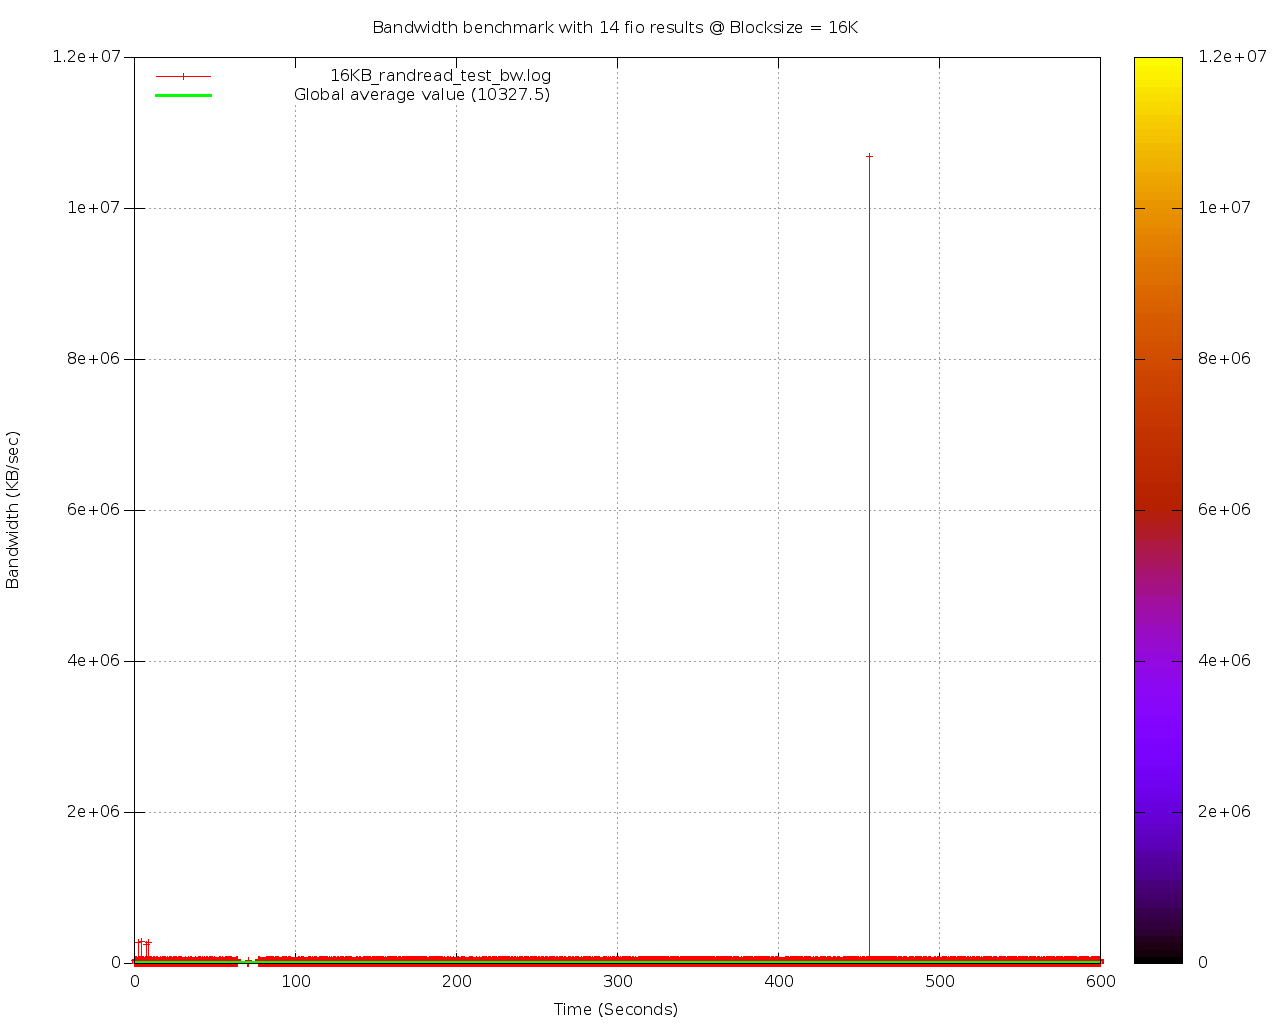 Bandwidth benchmark with 14 fio results @ Blocksize = 16K
16KB_randread_test_bw.log
Global average value (10327.5)
Bandwidth (KB/sec)
1.2e+07
1e+07
8e+06
6e+06
4e+06
2e+06
0
0 100 200 300 400 500 600
Time (Seconds)
1.2e+07
1e+07
8e+06
6e+06
4e+06
2e+06
0